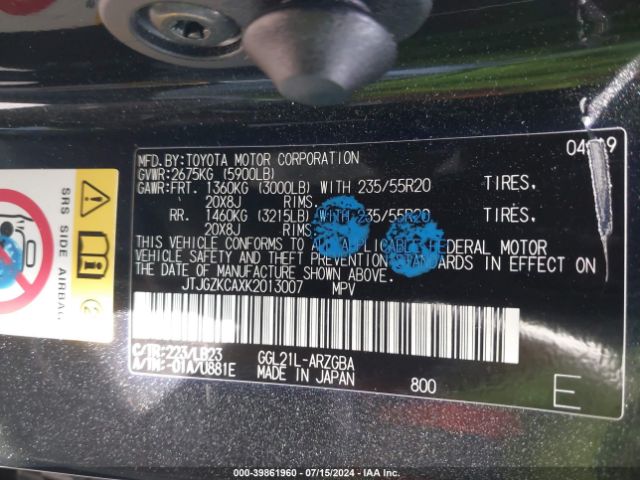 MFD.BY:TOYOTA MOTOR CORPORATION
GVWR:2675KG (5900LB)
GAWR:FRT. 1360KG (3000LB) WITH 235/55R20 TIRES,
20X8J RIMS,
RR. 1460KG (3215LB) WITH 235/55R20 TIRES,
20X8J RIMS,
THIS VEHICLE CONFORMS TO ALL APPLICABLE FEDERAL MOTOR
VEHICLE SAFETY AND THEFT PREVENTION STANDARDS IN EFFECT ON
THE DATE OF MANUFACTURE SHOWN ABOVE.
JTJGZKCAXK2013007 MPV
C/TR:223/LB23 GGL21L-ARZGBA
A/TM:-01A/U881E MADE IN JAPAN 800
E
SRS SIDE AIRBAG
000-39861960 - 07/15/2024 - IAA Inc.